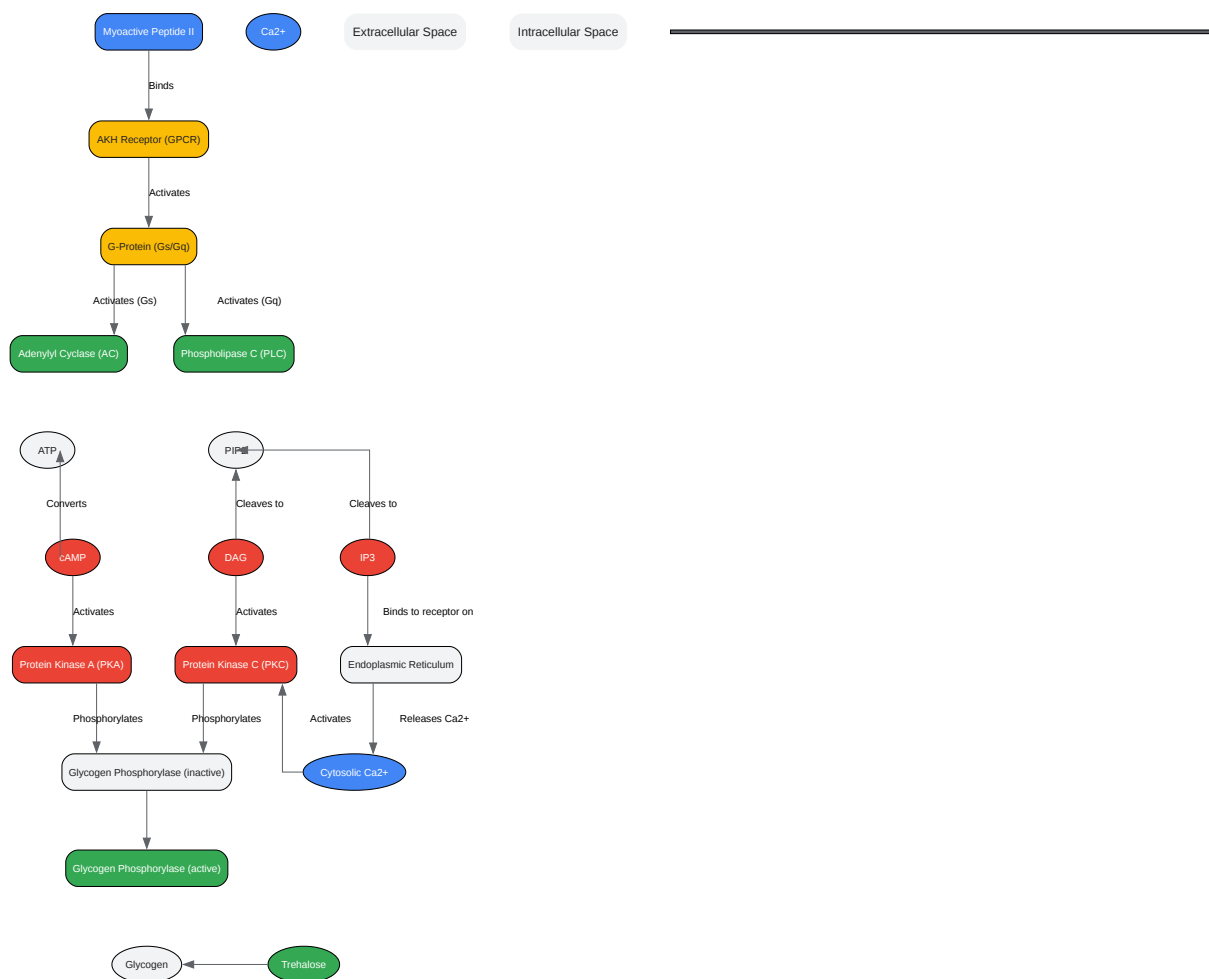 Myoactive Peptide II
Ca2+
Extracellular Space
Intracellular Space
Binds
AKH Receptor (GPCR)
Activates
G-Protein (Gs/Gq)
Activates (Gs)
Activates (Gq)
Adenylyl Cyclase (AC)
Phospholipase C (PLC)
ATP
Converts
Cleaves to
Cleaves to
cAMP
DAG
IP3
Activates
Activates
Binds to receptor on
Protein Kinase A (PKA)
Protein Kinase C (PKC)
Endoplasmic Reticulum
Phosphorylates
Phosphorylates
Activates
Releases Ca2+
Glycogen Phosphorylase (inactive)
Cytosolic Ca2+
Glycogen Phosphorylase (active)
Glycogen
Trehalose